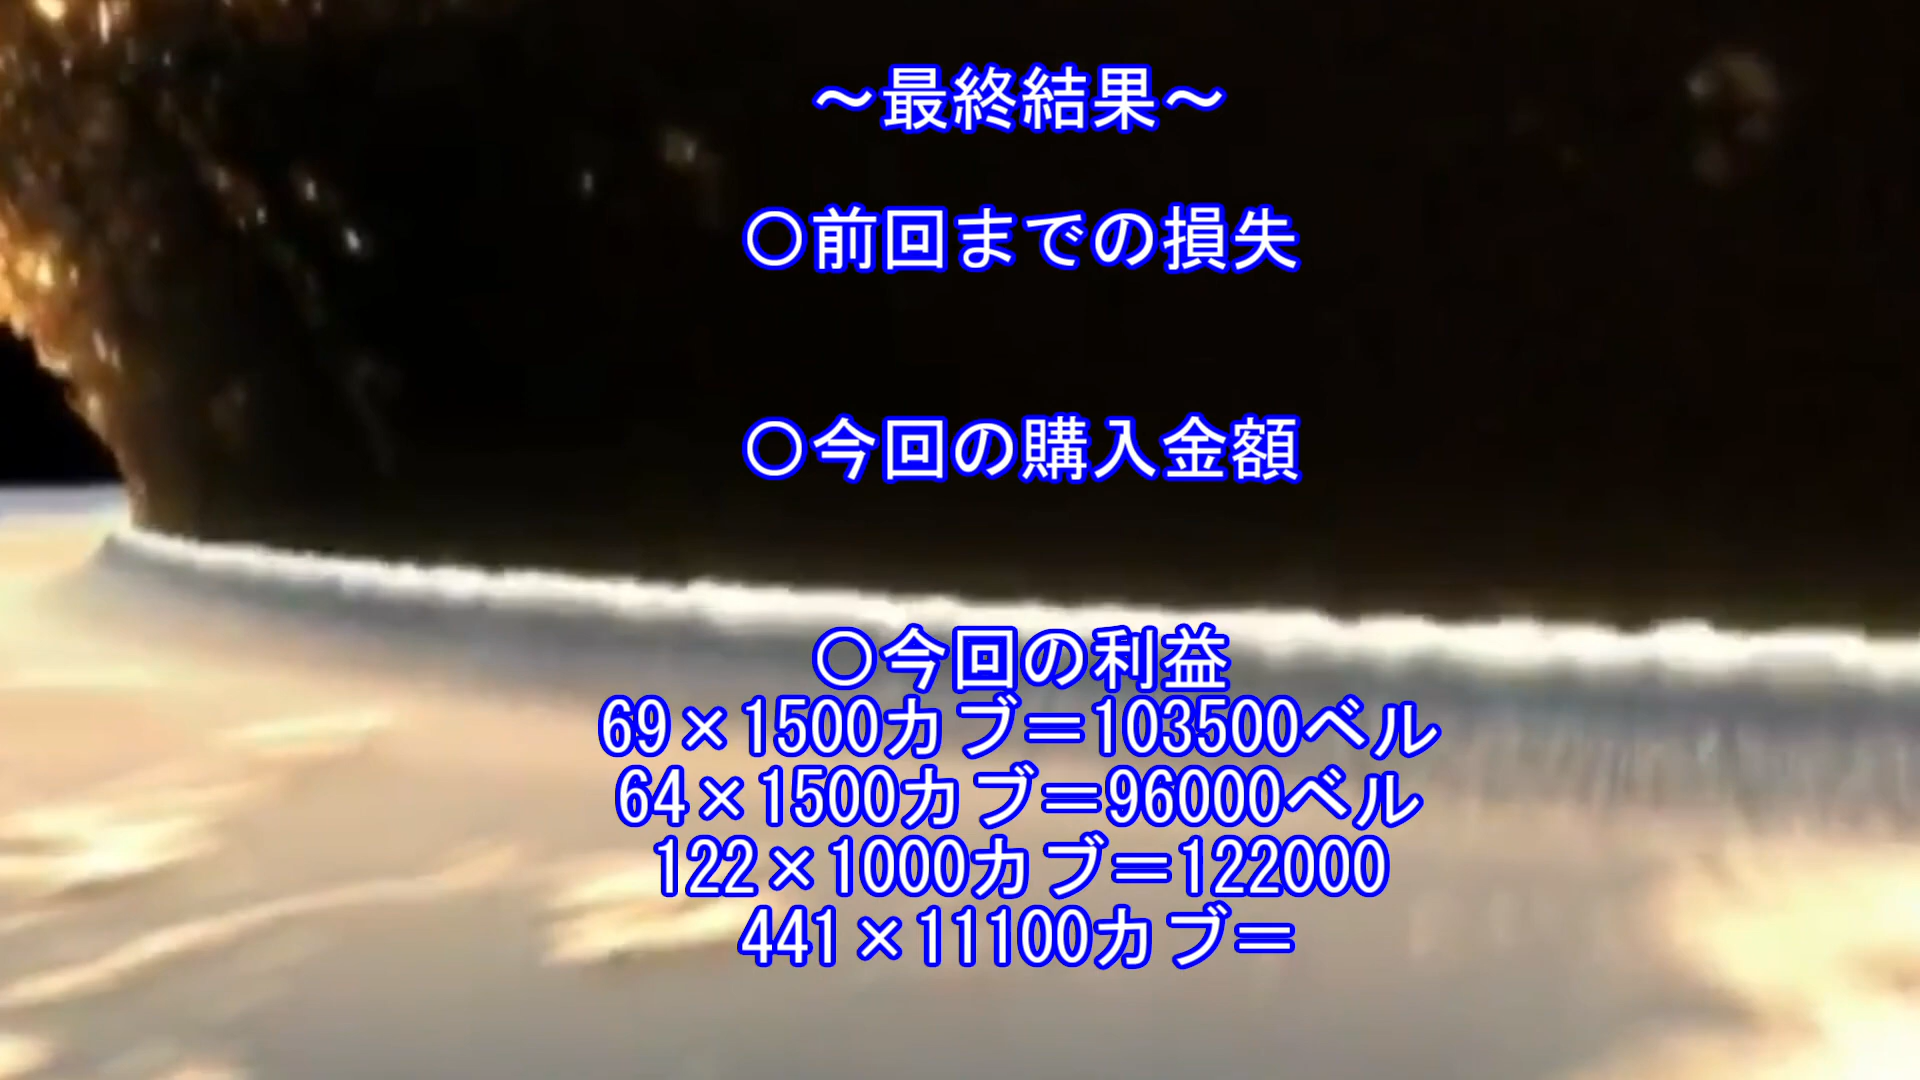 ～最終結果～
○前回までの損失
○今回の購入金額
○今回の利益
69×1500カブ＝103500ベル
64×1500カブ＝96000ベル
122×1000カブ＝122000
441×11100カブ＝